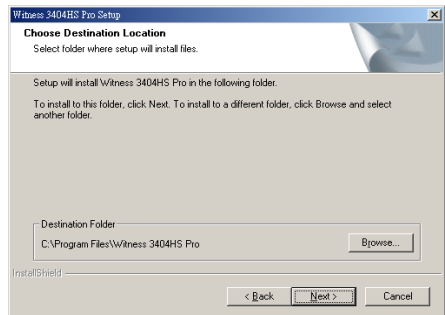 Witness 3404HS Pro Setup
Choose Destination Location
Select folder where setup will install files.
Setup will install Witness 3404HS Pro in the following folder.
To install to this folder, click Next. To install to a different folder, click Browse and select
another folder.
Destination Folder
C:\Program Files\Witness 3404HS Pro
Browse...
InstallShield
< Back
Next >
Cancel